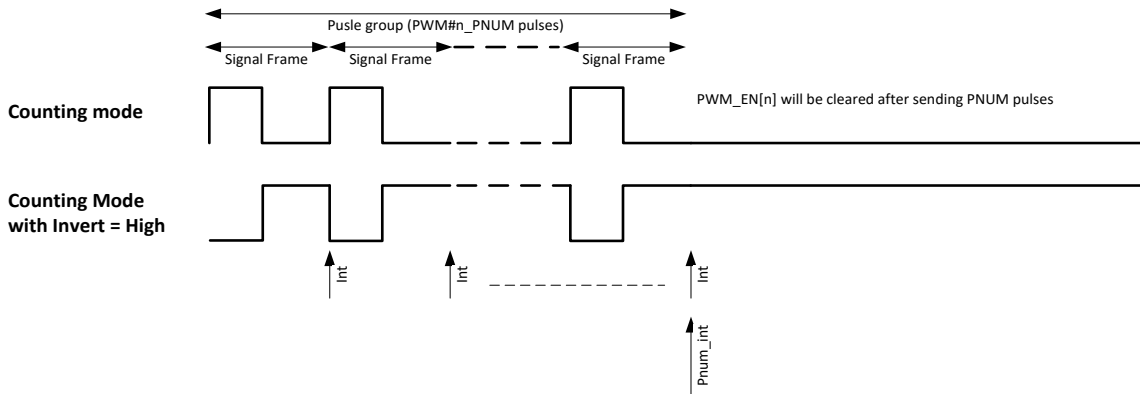 Pusle group (PWM#n_PNUM pulses)
Signal Frame
Signal Frame
Signal Frame
Counting mode
PWM_EN[n] will be cleared after sending PNUM pulses
Counting Mode
with Invert = High
Int
Int
Int
Pnum_int